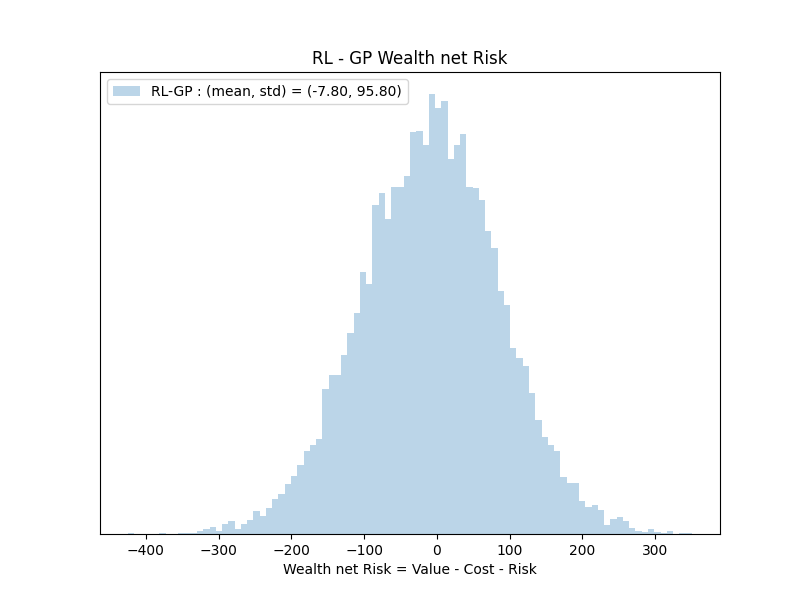 RL - GP Wealth net Risk
RL-GP : (mean, std) = (-7.80, 95.80)
−400 −300 −200 −100 0 100 200 300
Wealth net Risk = Value - Cost - Risk